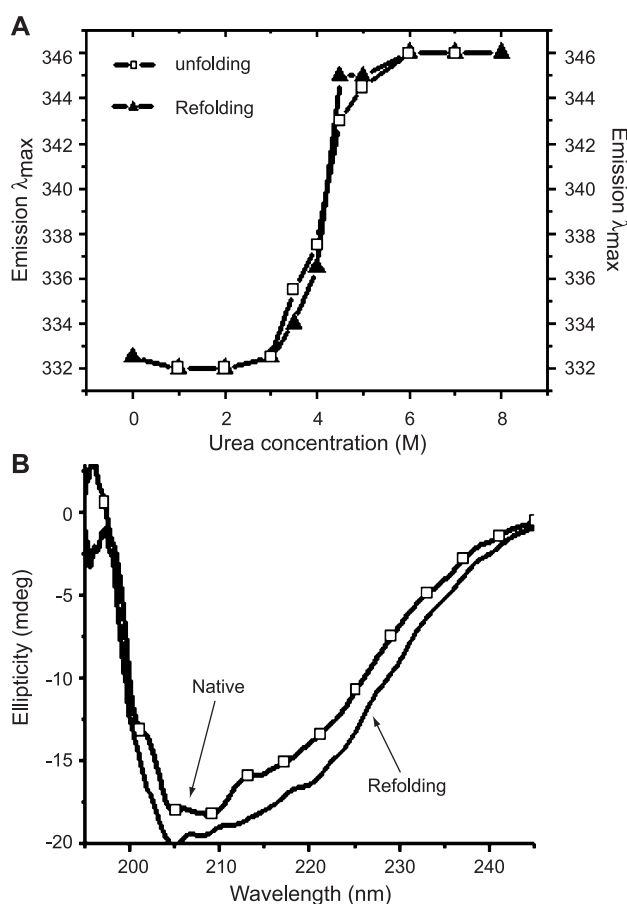 A
unfolding
Refolding
346
344
342
340
338
336
334
332
346
344
342
340
338
336
334
332
Emission λmax
Emission λmax
0 2 4 6 8
Urea concentration (M)
B
0
-5
-10
-15
-20
Ellipticity (mdeg)
Native
Refolding
200 210 220 230 240
Wavelength (nm)